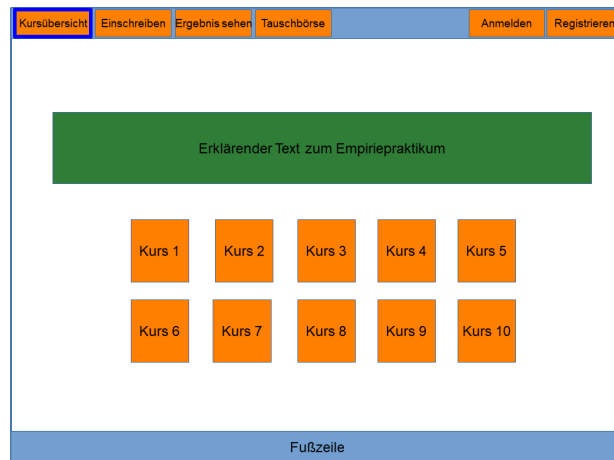 Kursübersicht Einschreiben Ergebnis sehen Tauschbörse Anmelden Registrieren
Erklärender Text zum Empiriepraktikum
Kurs 1 Kurs 2 Kurs 3 Kurs 4 Kurs 5
Kurs 6 Kurs 7 Kurs 8 Kurs 9 Kurs 10
Fußzeile